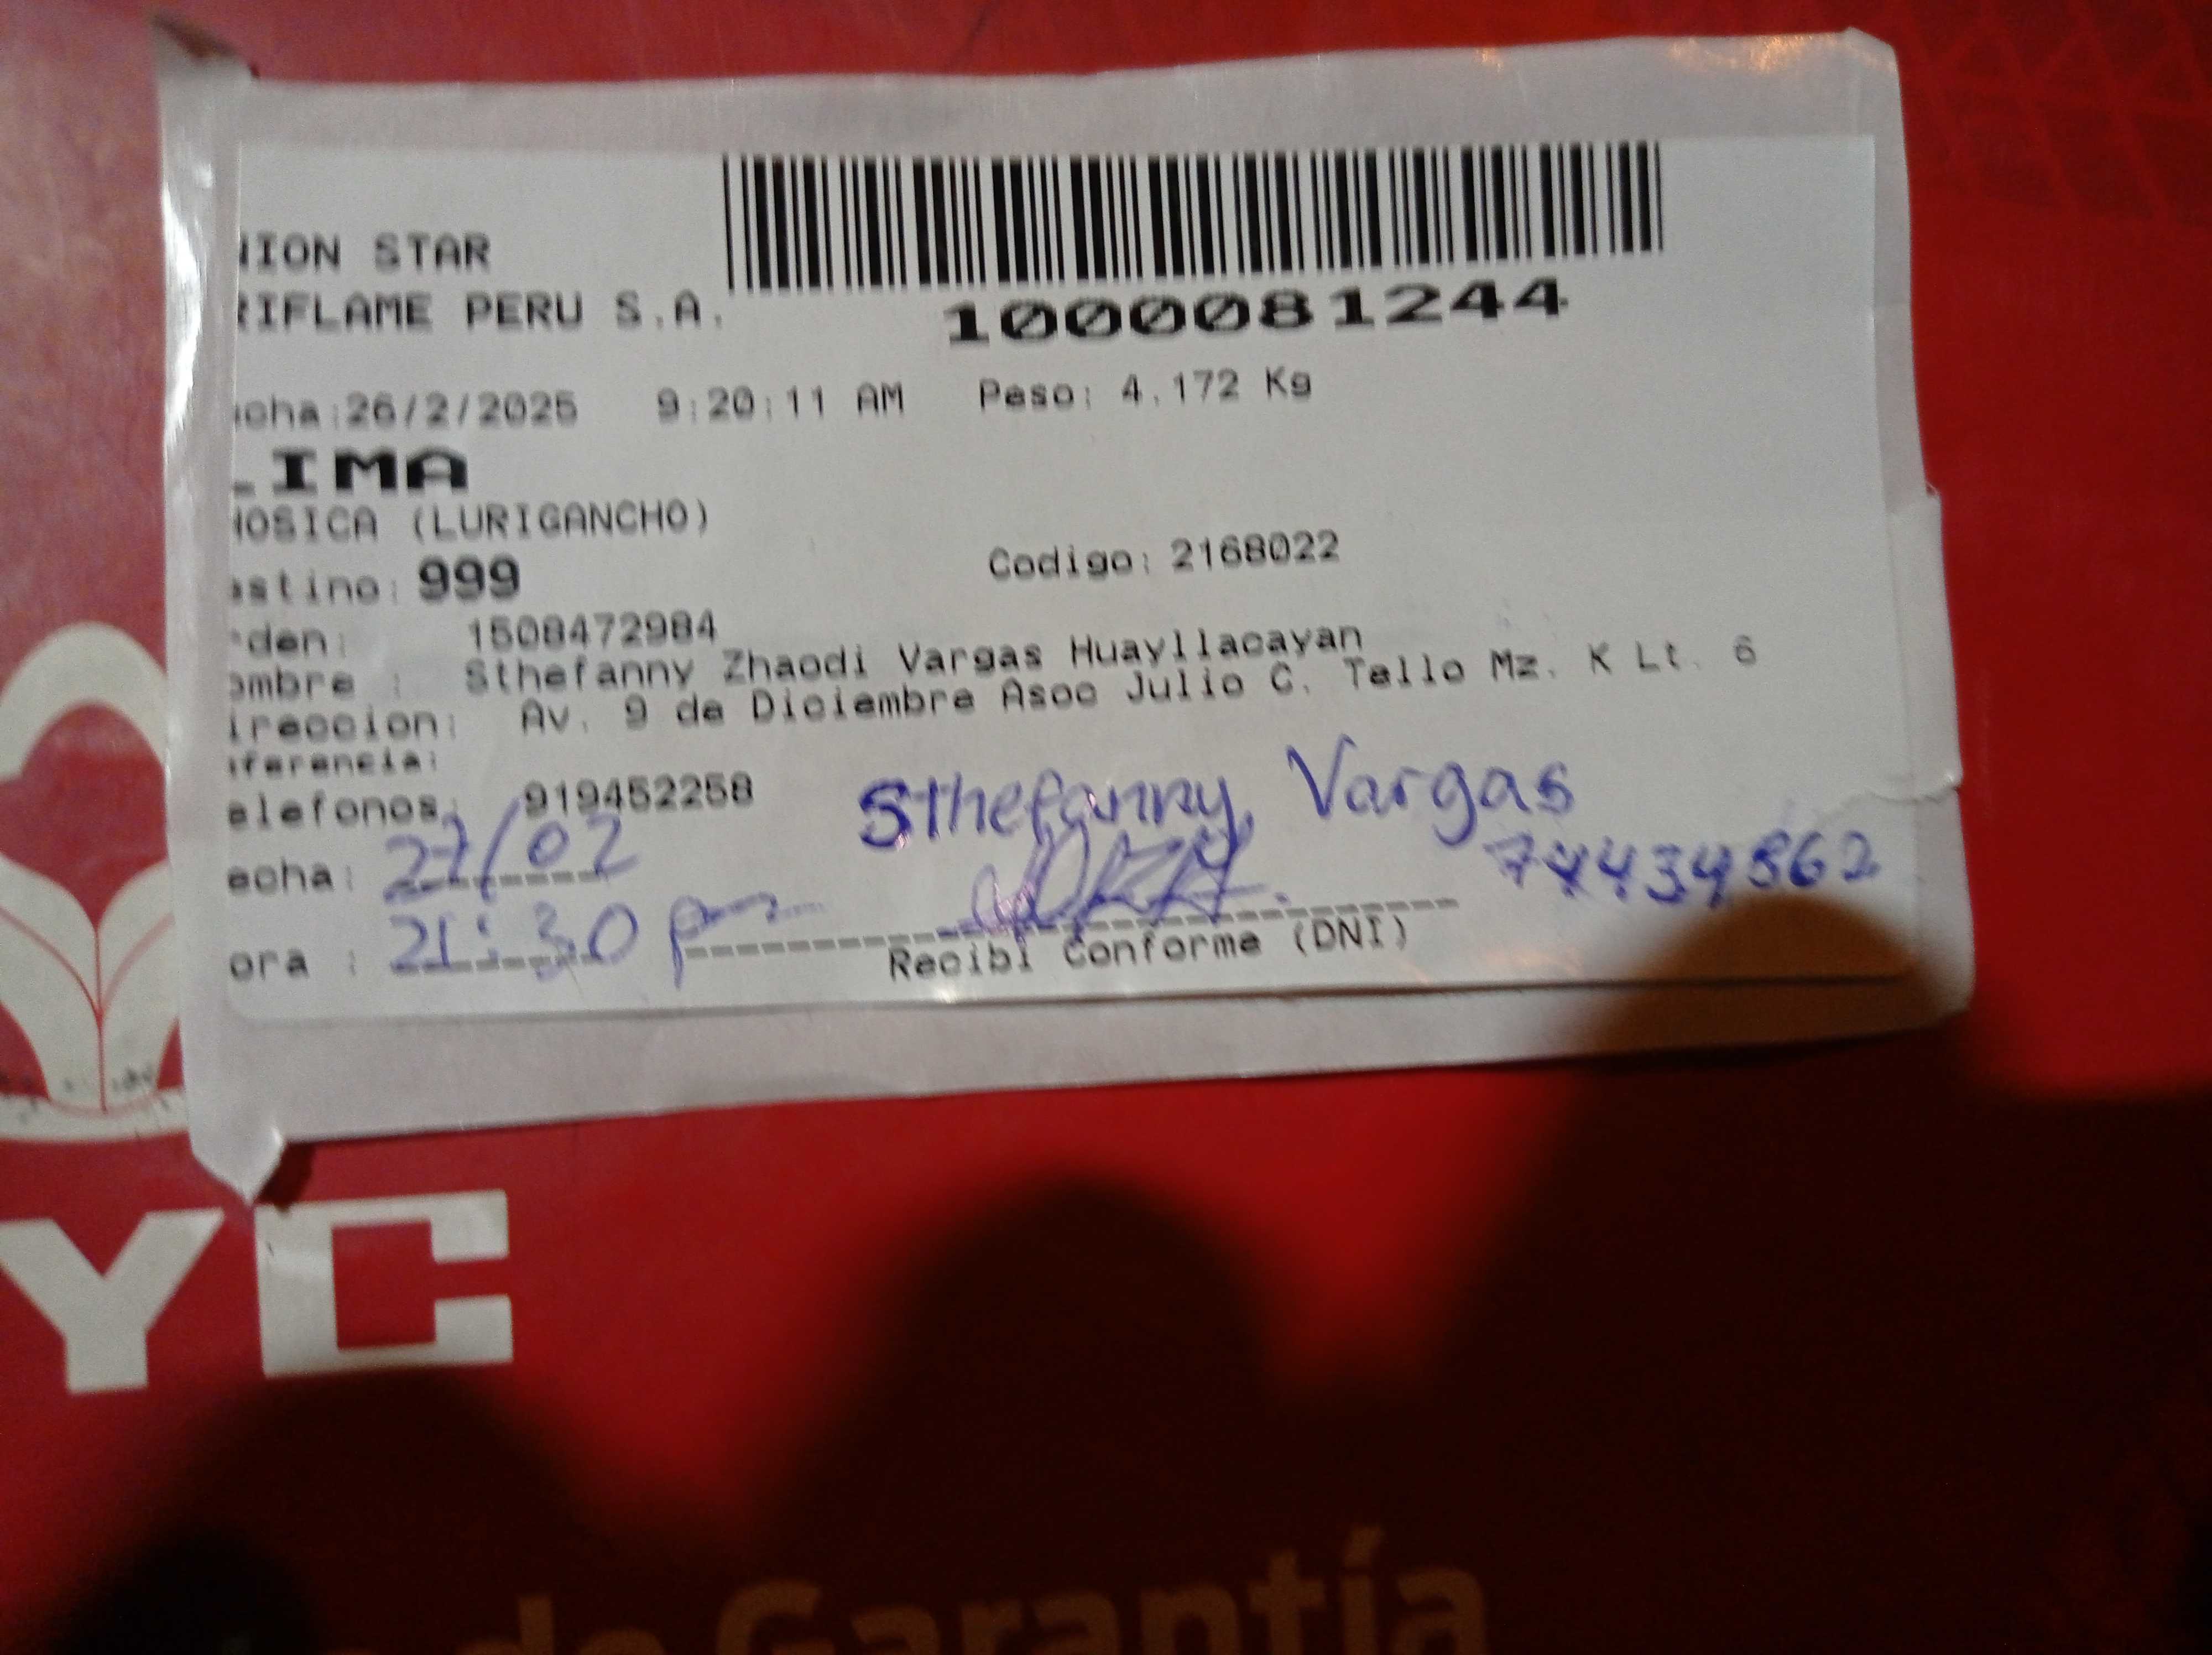 NION STAR
RIFLAME PERU S.A.
1000081244
echa:26/2/2025 9:20:11 AM Peso: 4.172 Kg
LIMA
HOSICA (LURIGANCHO)
estino: 999 Codigo: 2168022
rden: 1508472984
ombre : Sthefanny Zhaodi Vargas Huayllacayan
ireccion: Av. 9 de Diciembre Asoc Julio C. Tello Mz. K Lt. 6
eferencia:
elefonos: 919452258
Sthefanny Vargas
echa: 27/02
74434862
ora : 21:30 pm
Recibi Conforme (DNI)
YC
de Garantía